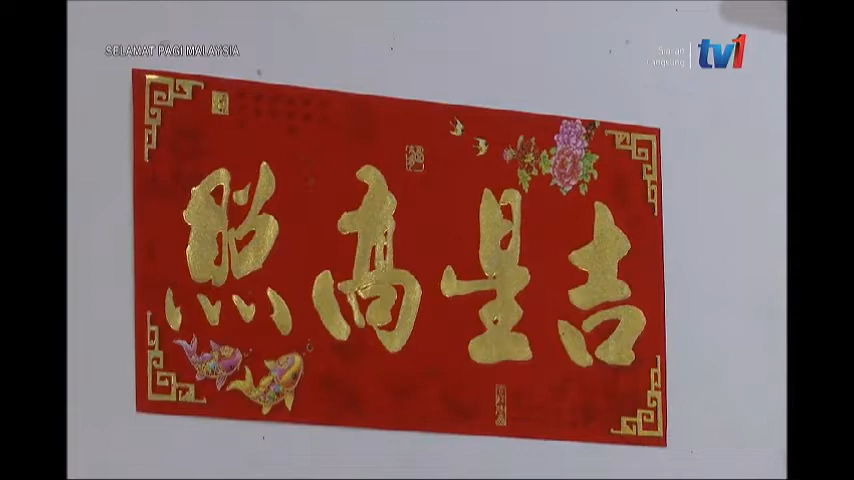 SELAMAT PAGI MALAYSIA
Siaran
Langsung
tv1
吉星高照